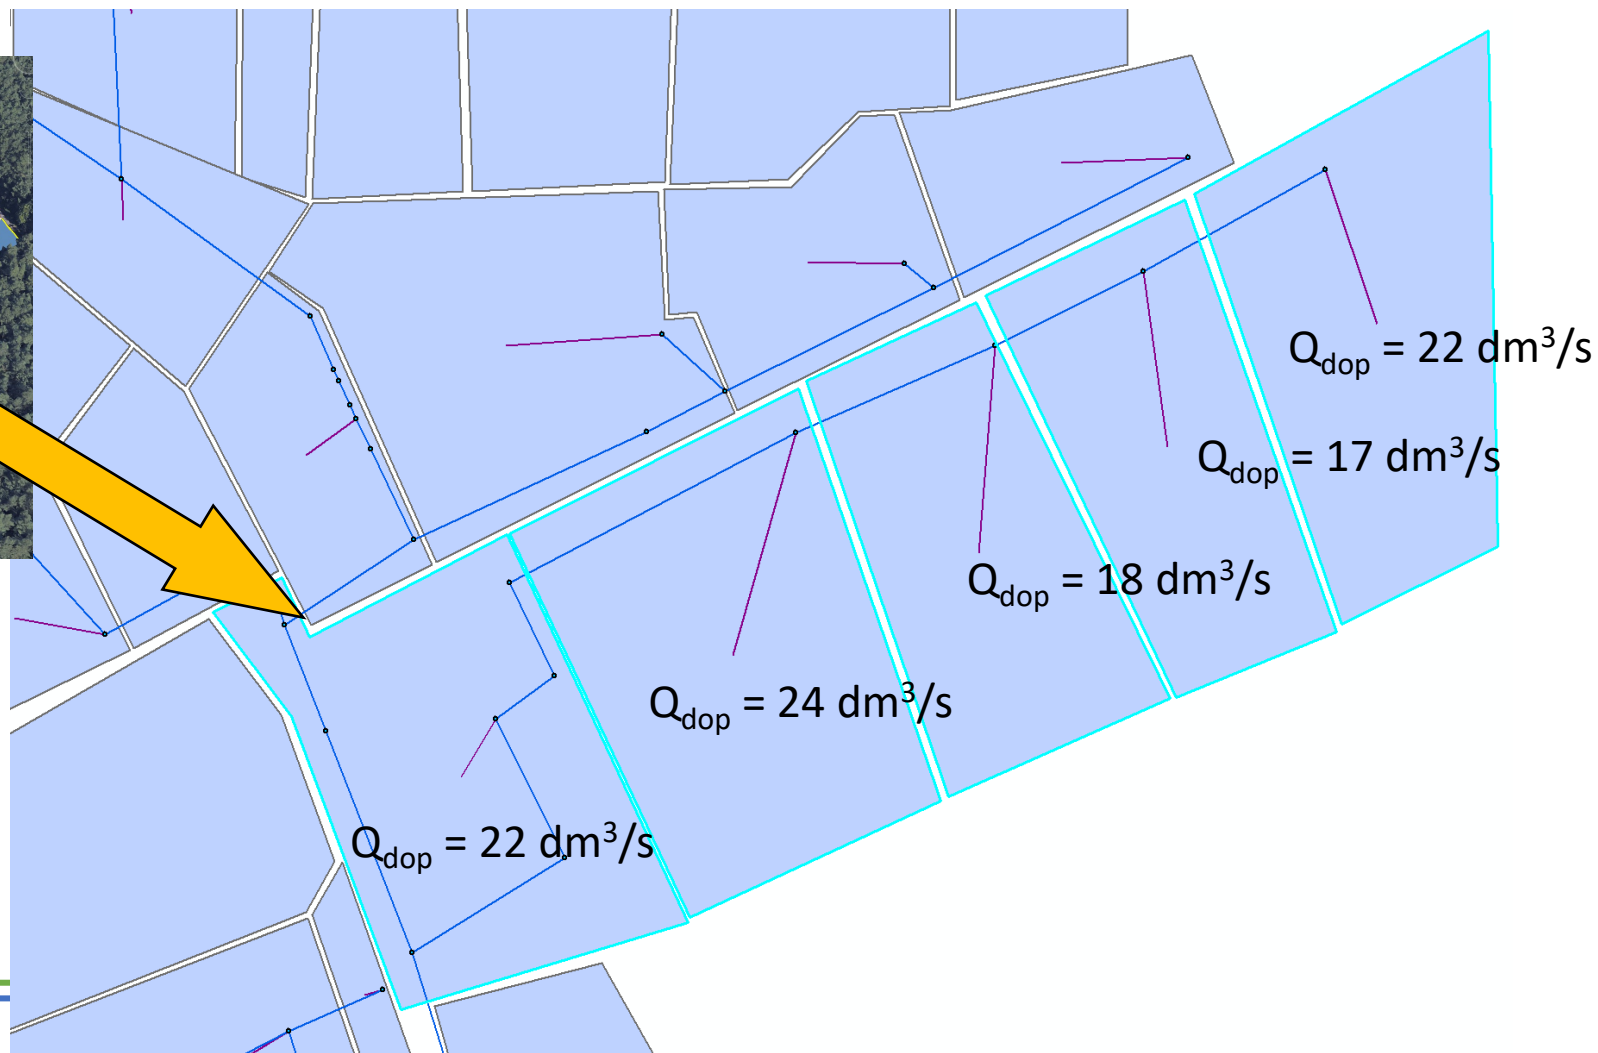 Qdop = 22 dm³/s
Qdop = 17 dm³/s
Qdop = 18 dm³/s
Qdop = 24 dm³/s
Qdop = 22 dm³/s